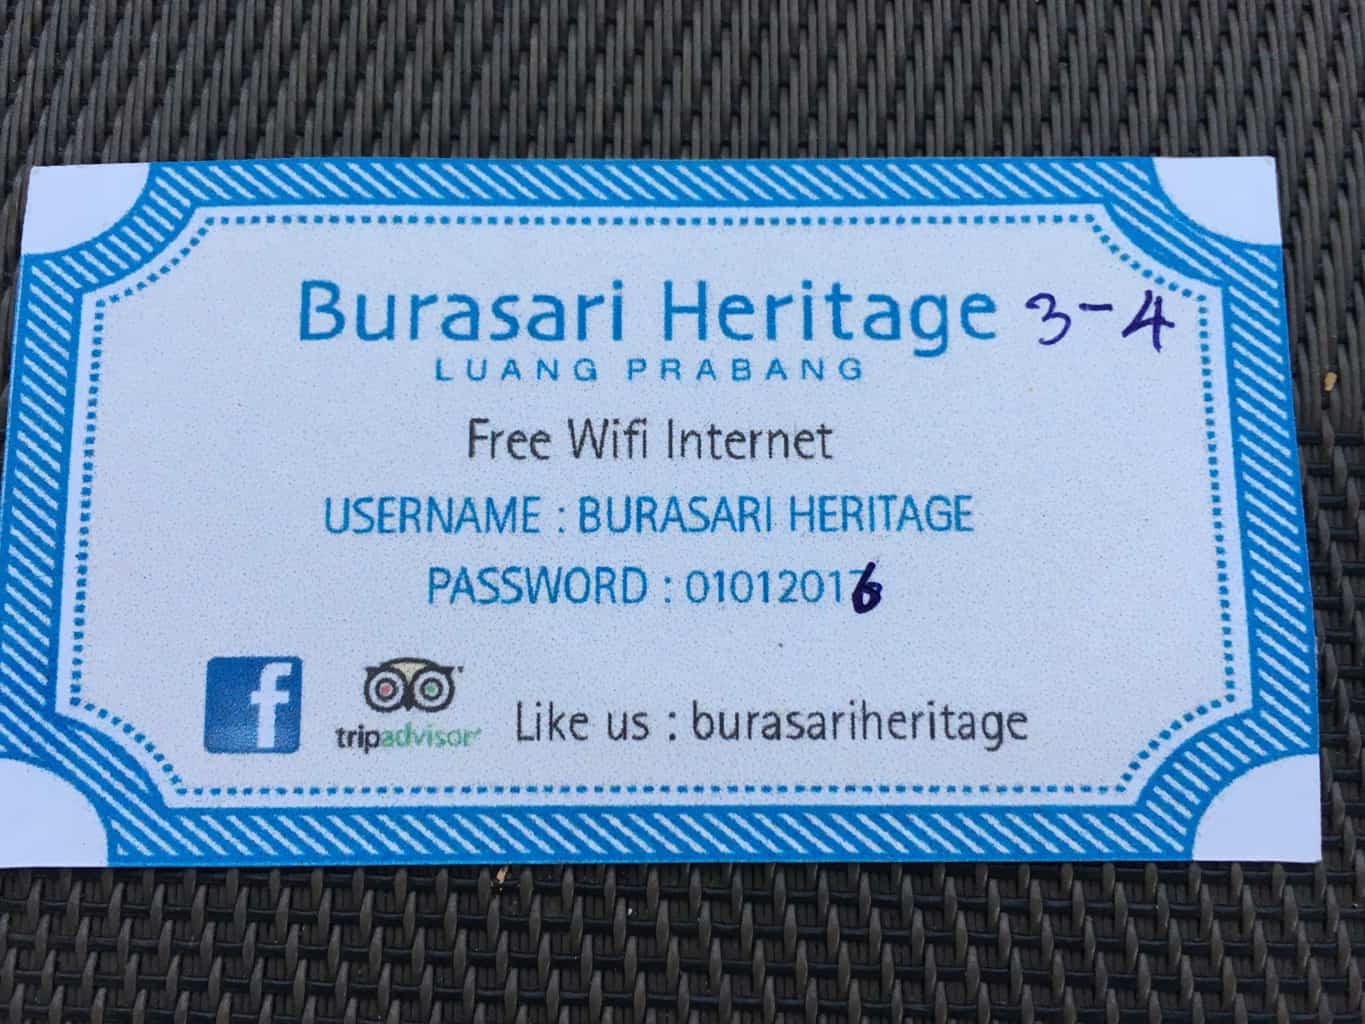 Burasari Heritage 3-4
LUANG PRABANG
Free Wifi Internet
USERNAME : BURASARI HERITAGE
PASSWORD : 01012016
f tripadvisor Like us : burasariheritage